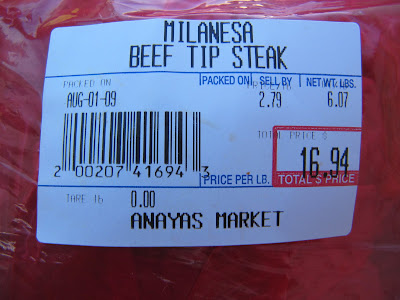 MILANESA
BEEF TIP STEAK
PACKED ON
PACKED ON SELL BY NET WT. LBS.
AUG-01-09 2.79 6.07
TOTAL PRICE
16.94
2 00207 41694 3
PRICE PER LB. TOTAL $ PRICE
TARE lb 0.00
ANAYAS MARKET